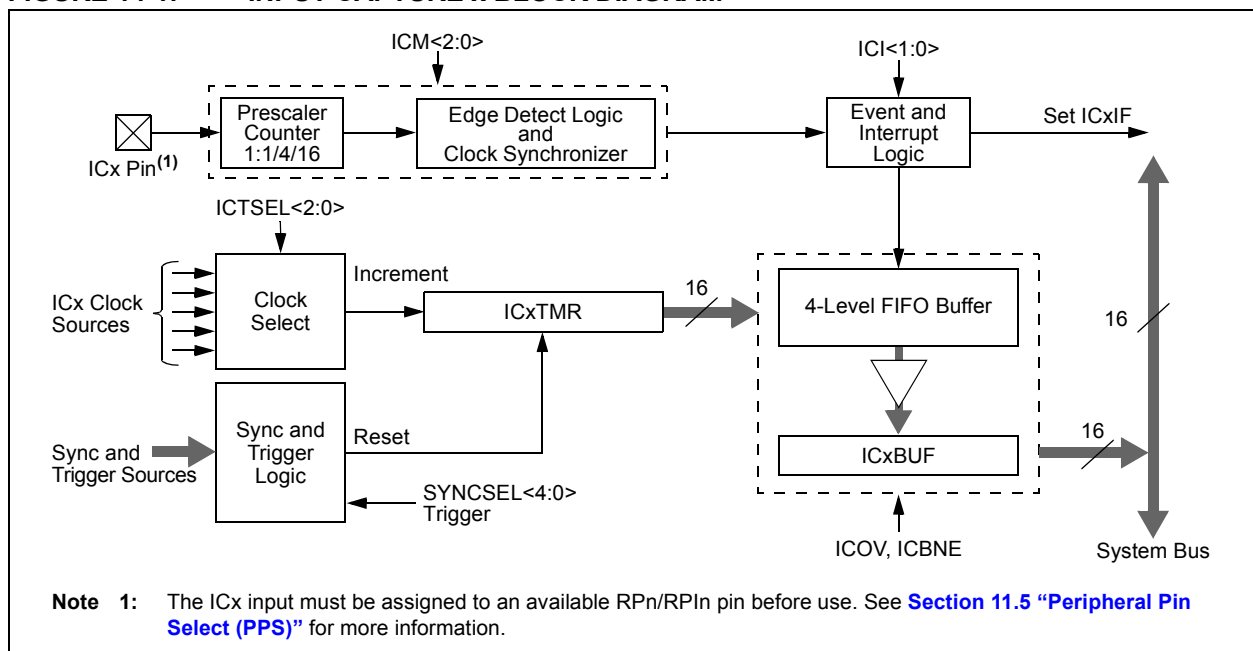 ICM<2:0>
ICI<1:0>
Prescaler
Counter
1:1/4/16
Edge Detect Logic
and
Clock Synchronizer
Event and
Interrupt
Logic
Set ICxIF
ICx Pin(1)
ICTSEL<2:0>
ICx Clock
Sources
Clock
Select
Increment
ICxTMR
16
4-Level FIFO Buffer
16
Sync and
Trigger Sources
Sync and
Trigger
Logic
Reset
SYNCSEL<4:0>
Trigger
ICxBUF
16
ICOV, ICBNE
System Bus
Note 1: The ICx input must be assigned to an available RPn/RPIn pin before use. See Section 11.5 “Peripheral Pin
Select (PPS)” for more information.